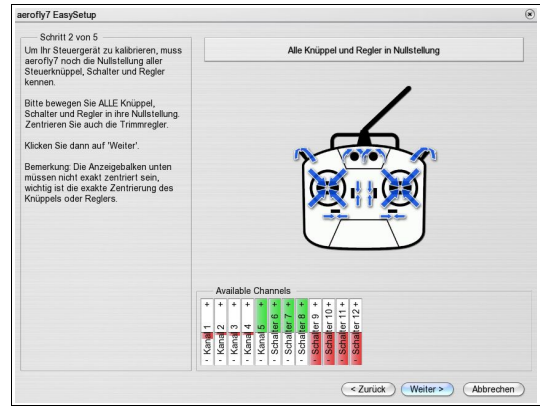 aerofly7 EasySetup
Schritt 2 von 5
Um Ihr Steuergerät zu kalibrieren, muss
aerofly7 noch die Nullstellung aller
Steuerknüppel, Schalter und Regler
kennen.
Bitte bewegen Sie ALLE Knüppel,
Schalter und Regler in ihre Nullstellung.
Zentrieren Sie auch die Trimmregler.
Klicken Sie dann auf 'Weiter'.
Bemerkung: Die Anzeigebalken unten
müssen nicht exakt zentriert sein,
wichtig ist die exakte Zentrierung des
Knüppels oder Reglers.
Alle Knüppel und Regler in Nullstellung
Available Channels
- Kanal 1 +
- Kanal 2 +
- Kanal 3 +
- Kanal 4 +
- Kanal 5 +
- Schalter 6 +
- Schalter 7 +
- Schalter 8 +
- Schalter 9 +
- Schalter 10 +
- Schalter 11 +
- Schalter 12 +
< Zurück
Weiter >
Abbrechen